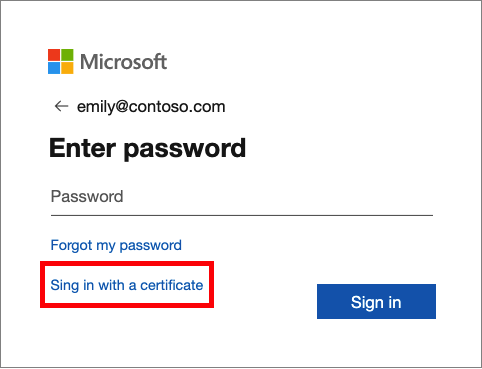 Microsoft
← emily@contoso.com
Enter password
Password
Forgot my password
Sing in with a certificate
Sign in